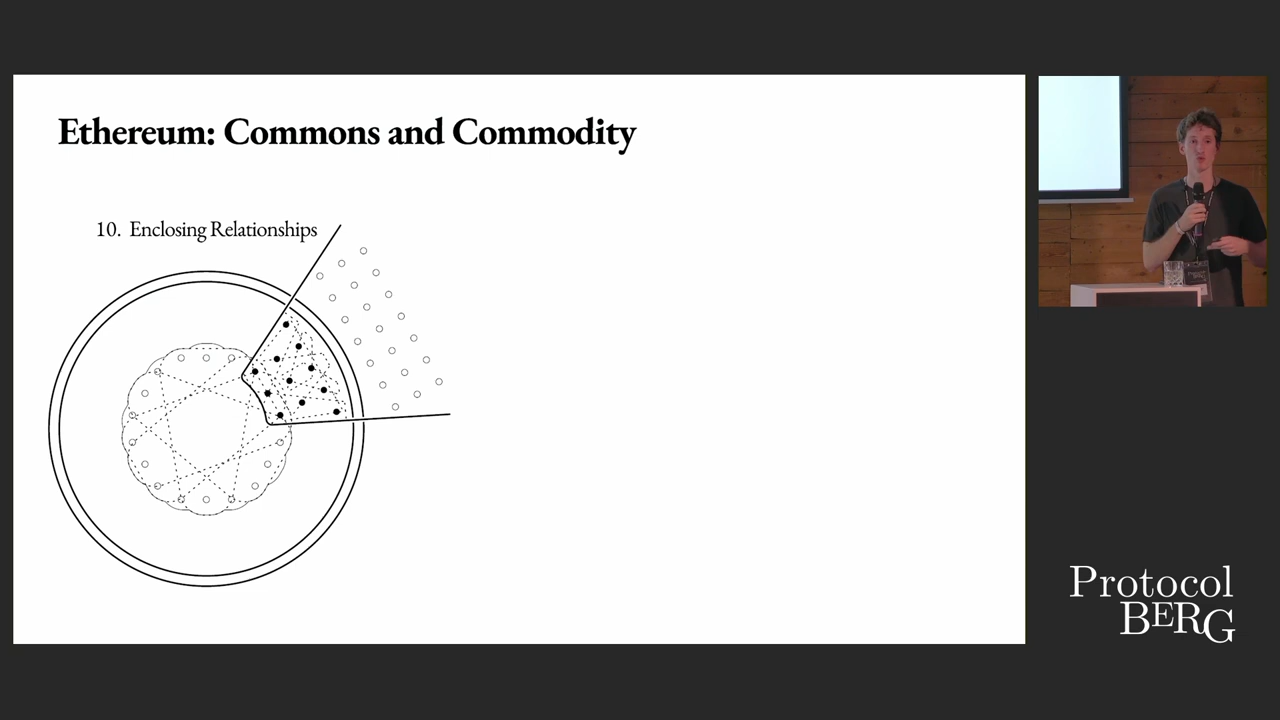 Ethereum: Commons and Commodity
10. Enclosing Relationships
Protocol
BERG